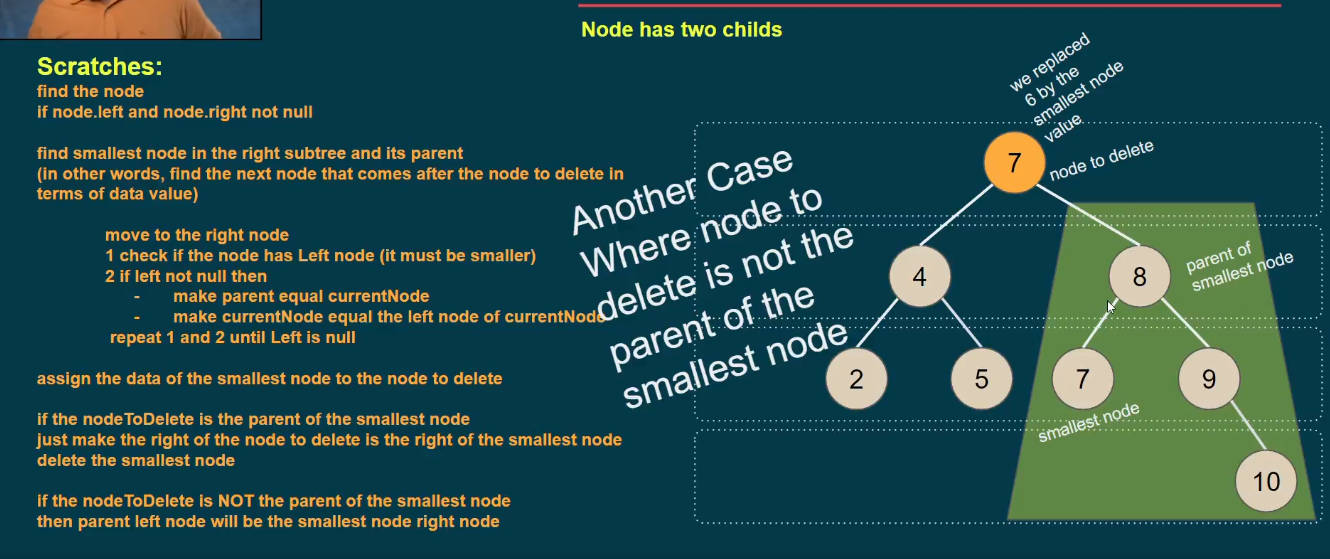 Node has two childs
Scratches:
find the node
if node.left and node.right not null
find smallest node in the right subtree and its parent
(in other words, find the next node that comes after the node to delete in
terms of data value)
move to the right node
1 check if the node has Left node (it must be smaller)
2 if left not null then
- make parent equal currentNode
- make currentNode equal the left node of currentNode
repeat 1 and 2 until Left is null
assign the data of the smallest node to the node to delete
if the nodeToDelete is the parent of the smallest node
just make the right of the node to delete is the right of the smallest node
delete the smallest node
if the nodeToDelete is NOT the parent of the smallest node
then parent left node will be the smallest node right node
Another Case
Where node to
delete is not the
parent of the
smallest node
we replaced
6 by the
smallest node
value
7
node to delete
4
8
parent of
smallest node
2
5
7
9
smallest node
10